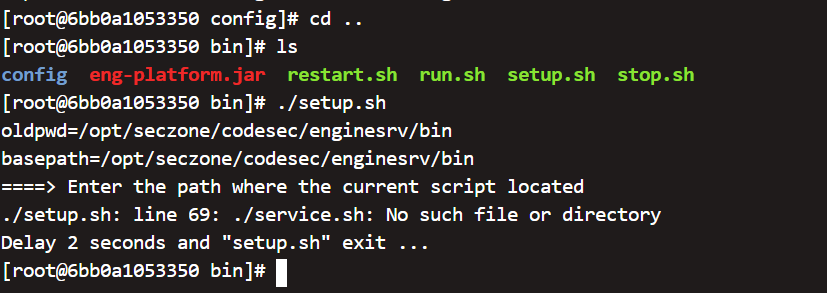 [root@6bb0a1053350 config]# cd ..
[root@6bb0a1053350 bin]# ls
config  eng-platform.jar  restart.sh  run.sh  setup.sh  stop.sh
[root@6bb0a1053350 bin]# ./setup.sh
oldpwd=/opt/seczone/codesec/enginesrv/bin
basepath=/opt/seczone/codesec/enginesrv/bin
====> Enter the path where the current script located
./setup.sh: line 69: ./service.sh: No such file or directory
Delay 2 seconds and "setup.sh" exit ...
[root@6bb0a1053350 bin]#